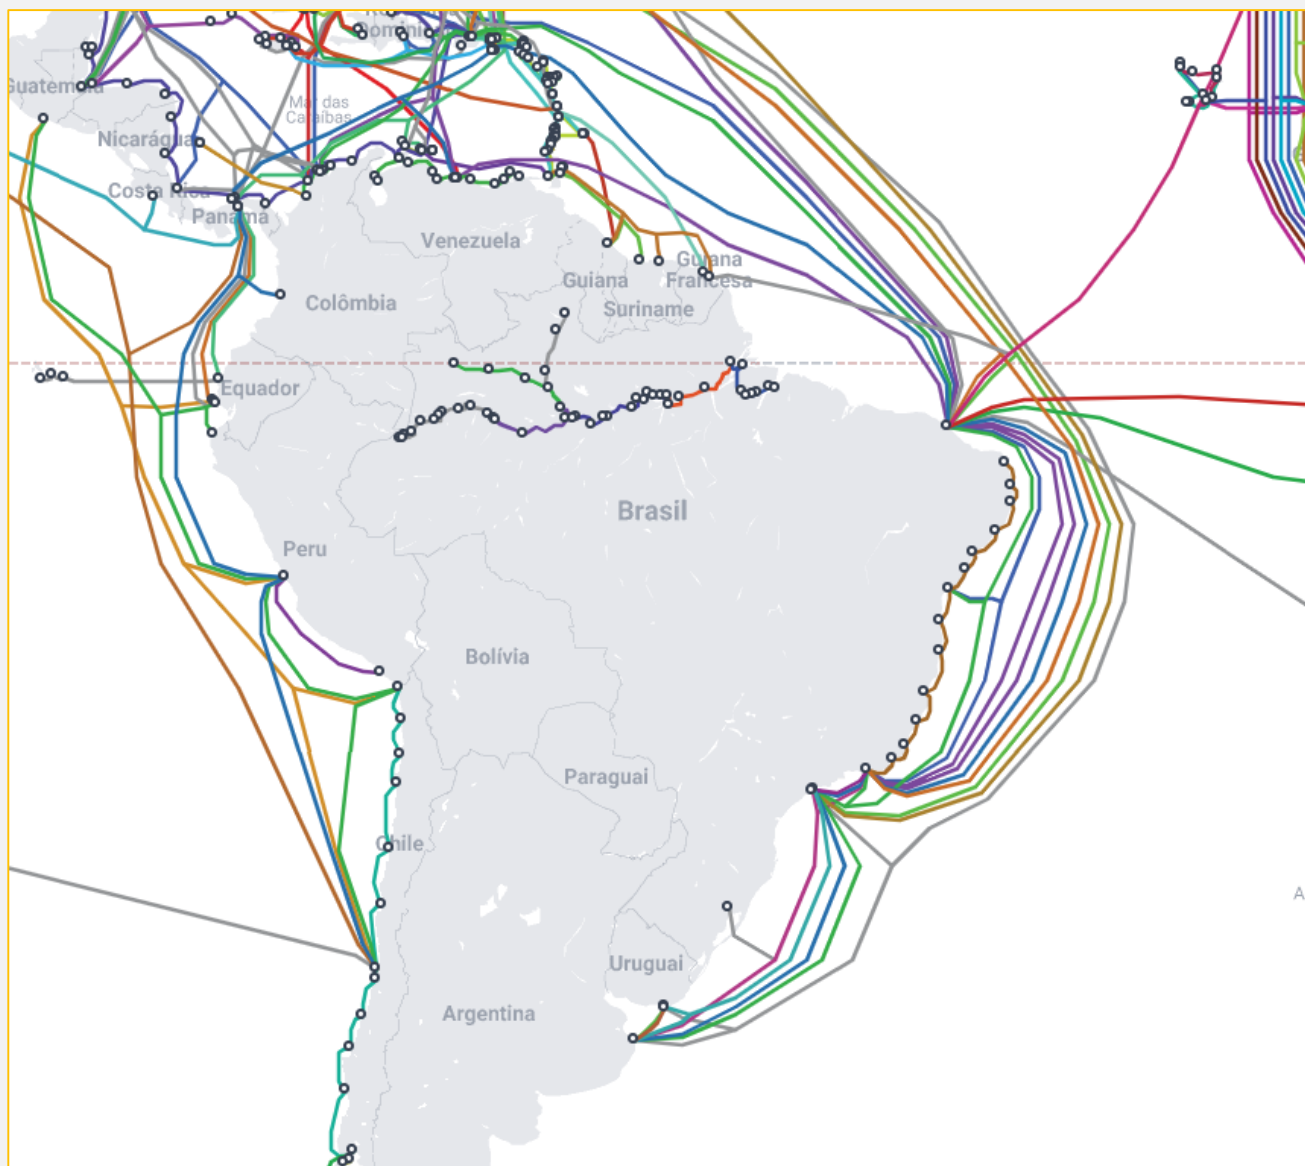 Domini
Guatemala
Mar das
Caraíbas
Nicarágua
Costa Rica
Panamá
Venezuela
Guiana
Guiana
Francesa
Suriname
Colômbia
Equador
Brasil
Peru
Bolívia
Paraguai
Chile
Uruguai
Argentina
A